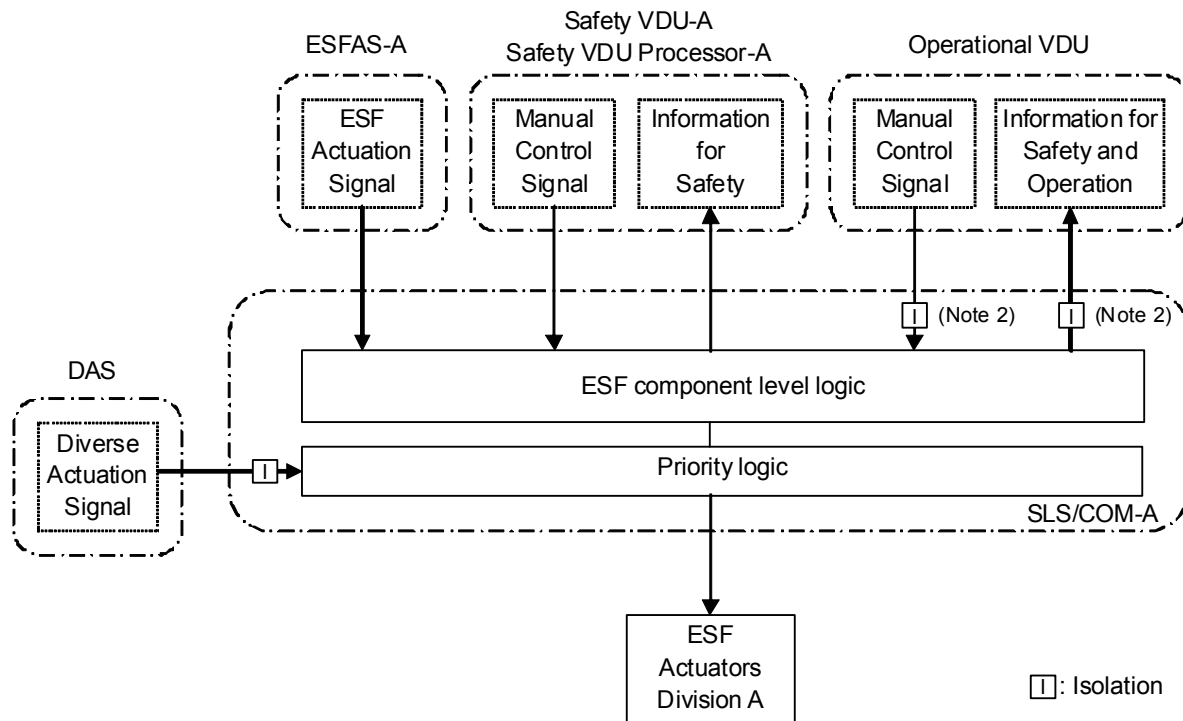 ESFAS-A
Safety VDU-A
Safety VDU Processor-A
Operational VDU
ESF
Actuation
Signal
Manual
Control
Signal
Information
for
Safety
Manual
Control
Signal
Information for
Safety and
Operation
I (Note 2)
I (Note 2)
ESF component level logic
DAS
Diverse
Actuation
Signal
I
Priority logic
SLS/COM-A
ESF
Actuators
Division A
I : Isolation